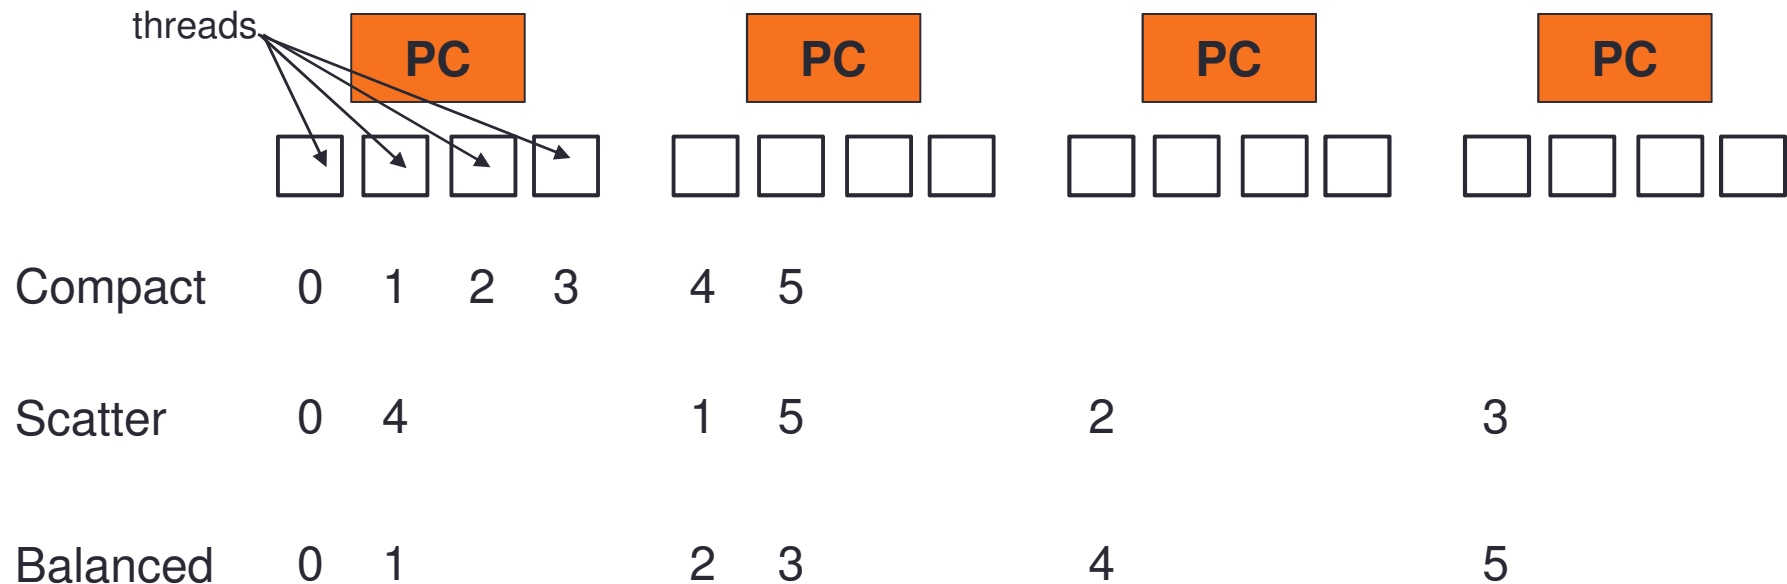 threads
PC PC PC PC
Compact 0 1 2 3 4 5
Scatter 0 4 1 5 2 3
Balanced 0 1 2 3 4 5